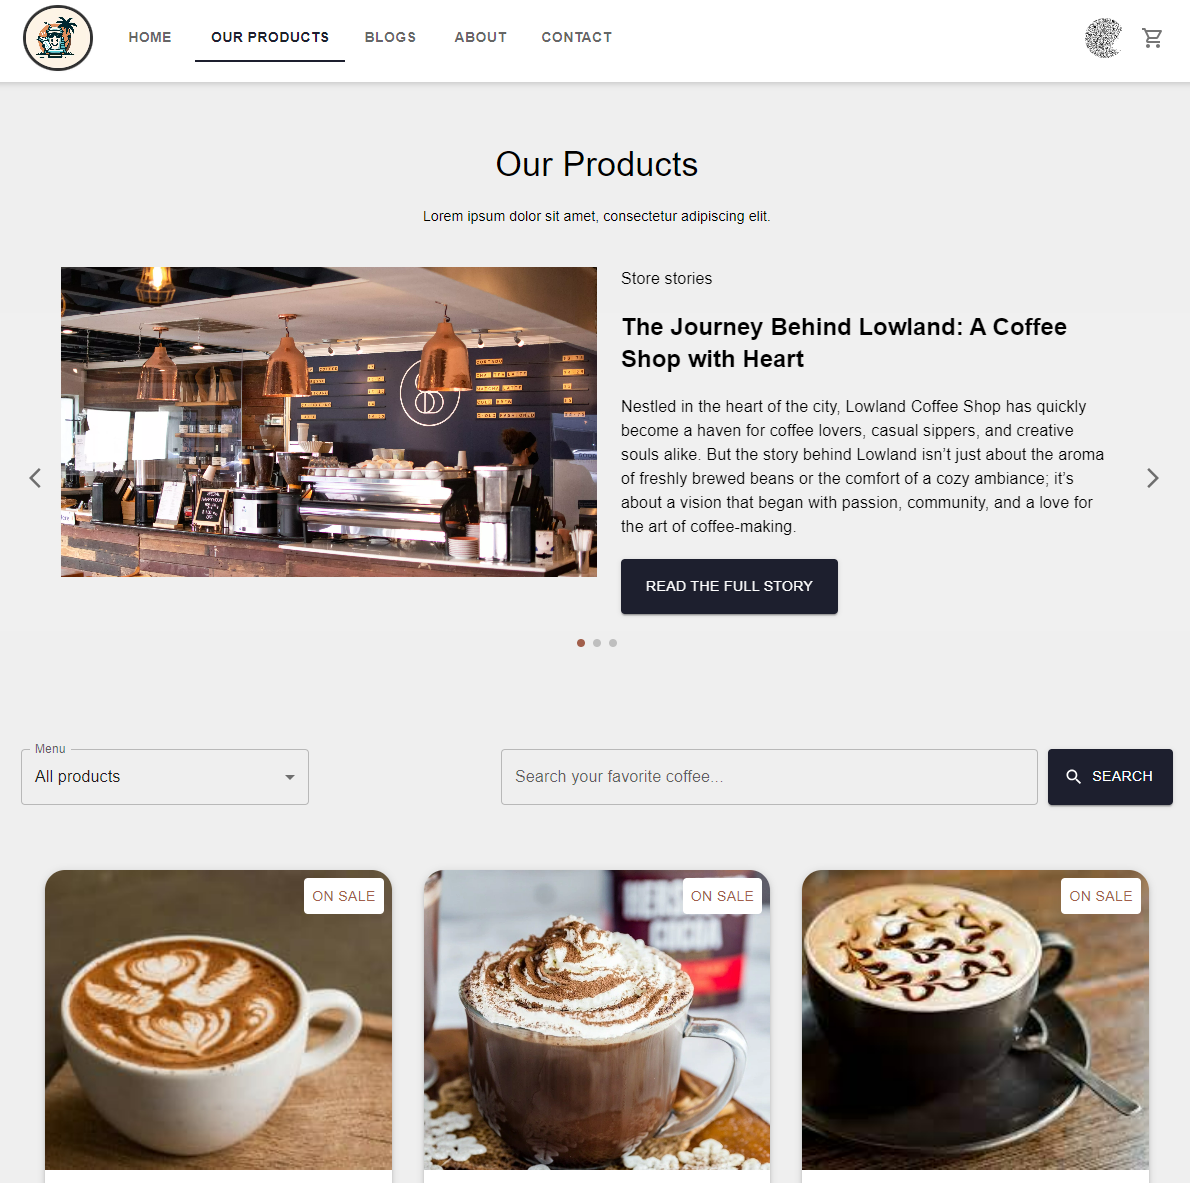 HOME OUR PRODUCTS BLOGS ABOUT CONTACT
Our Products
Lorem ipsum dolor sit amet, consectetur adipiscing elit.
Store stories
The Journey Behind Lowland: A Coffee
Shop with Heart
Nestled in the heart of the city, Lowland Coffee Shop has quickly
become a haven for coffee lovers, casual sippers, and creative
souls alike. But the story behind Lowland isn’t just about the aroma
of freshly brewed beans or the comfort of a cozy ambiance; it’s
about a vision that began with passion, community, and a love for
the art of coffee-making.
READ THE FULL STORY
Menu
All products
Search your favorite coffee...
SEARCH
ON SALE
ON SALE
ON SALE
COCOA